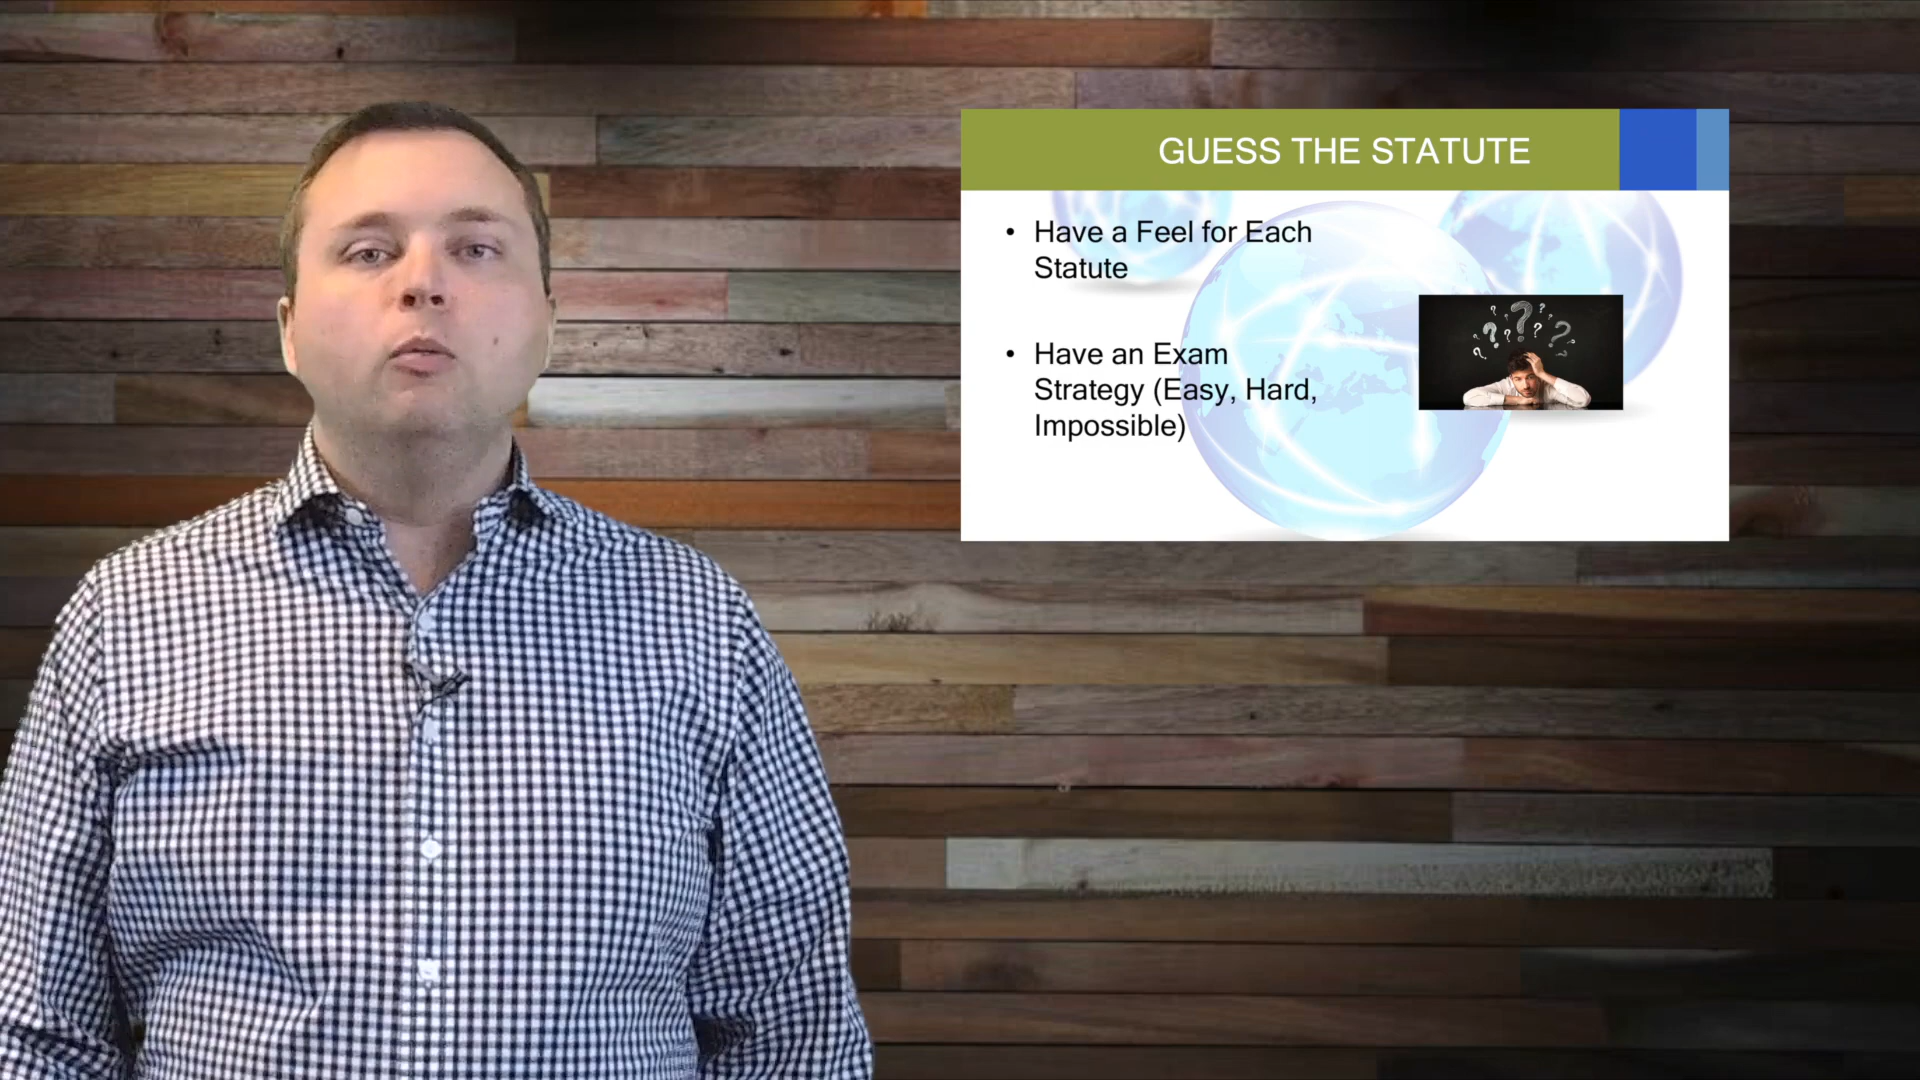 GUESS THE STATUTE
• Have a Feel for Each
Statute
• Have an Exam
Strategy (Easy, Hard,
Impossible)